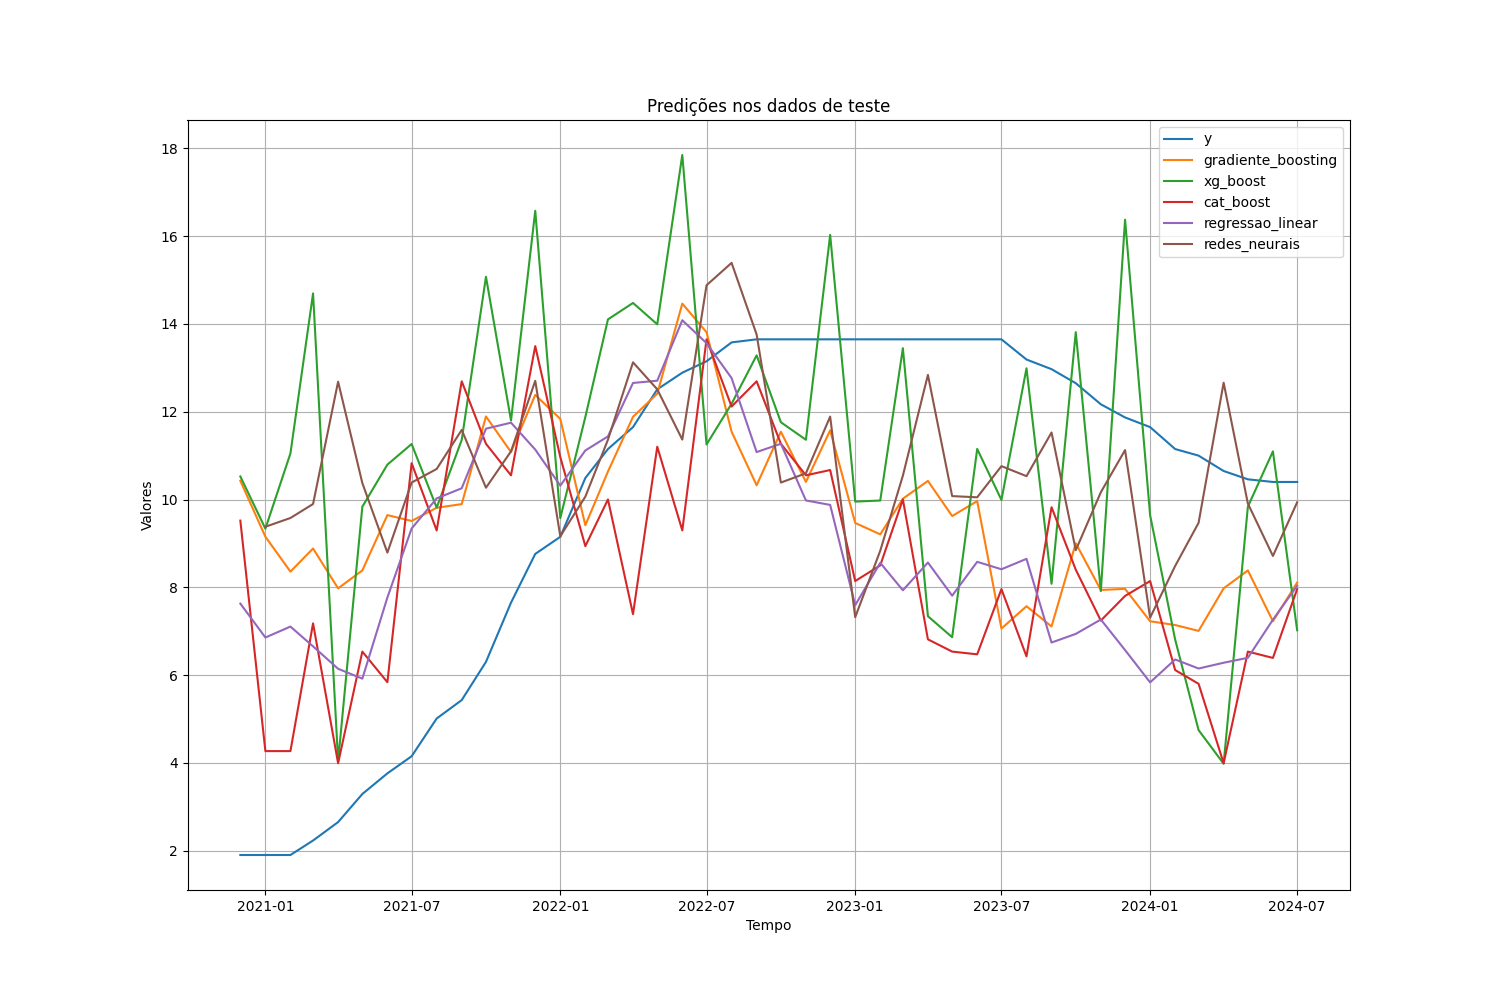 Predições nos dados de teste
y
gradiente_boosting
xg_boost
cat_boost
regressao_linear
redes_neurais
Valores
18
16
14
12
10
8
6
4
2
2021-01
2021-07
2022-01
2022-07
2023-01
2023-07
2024-01
2024-07
Tempo